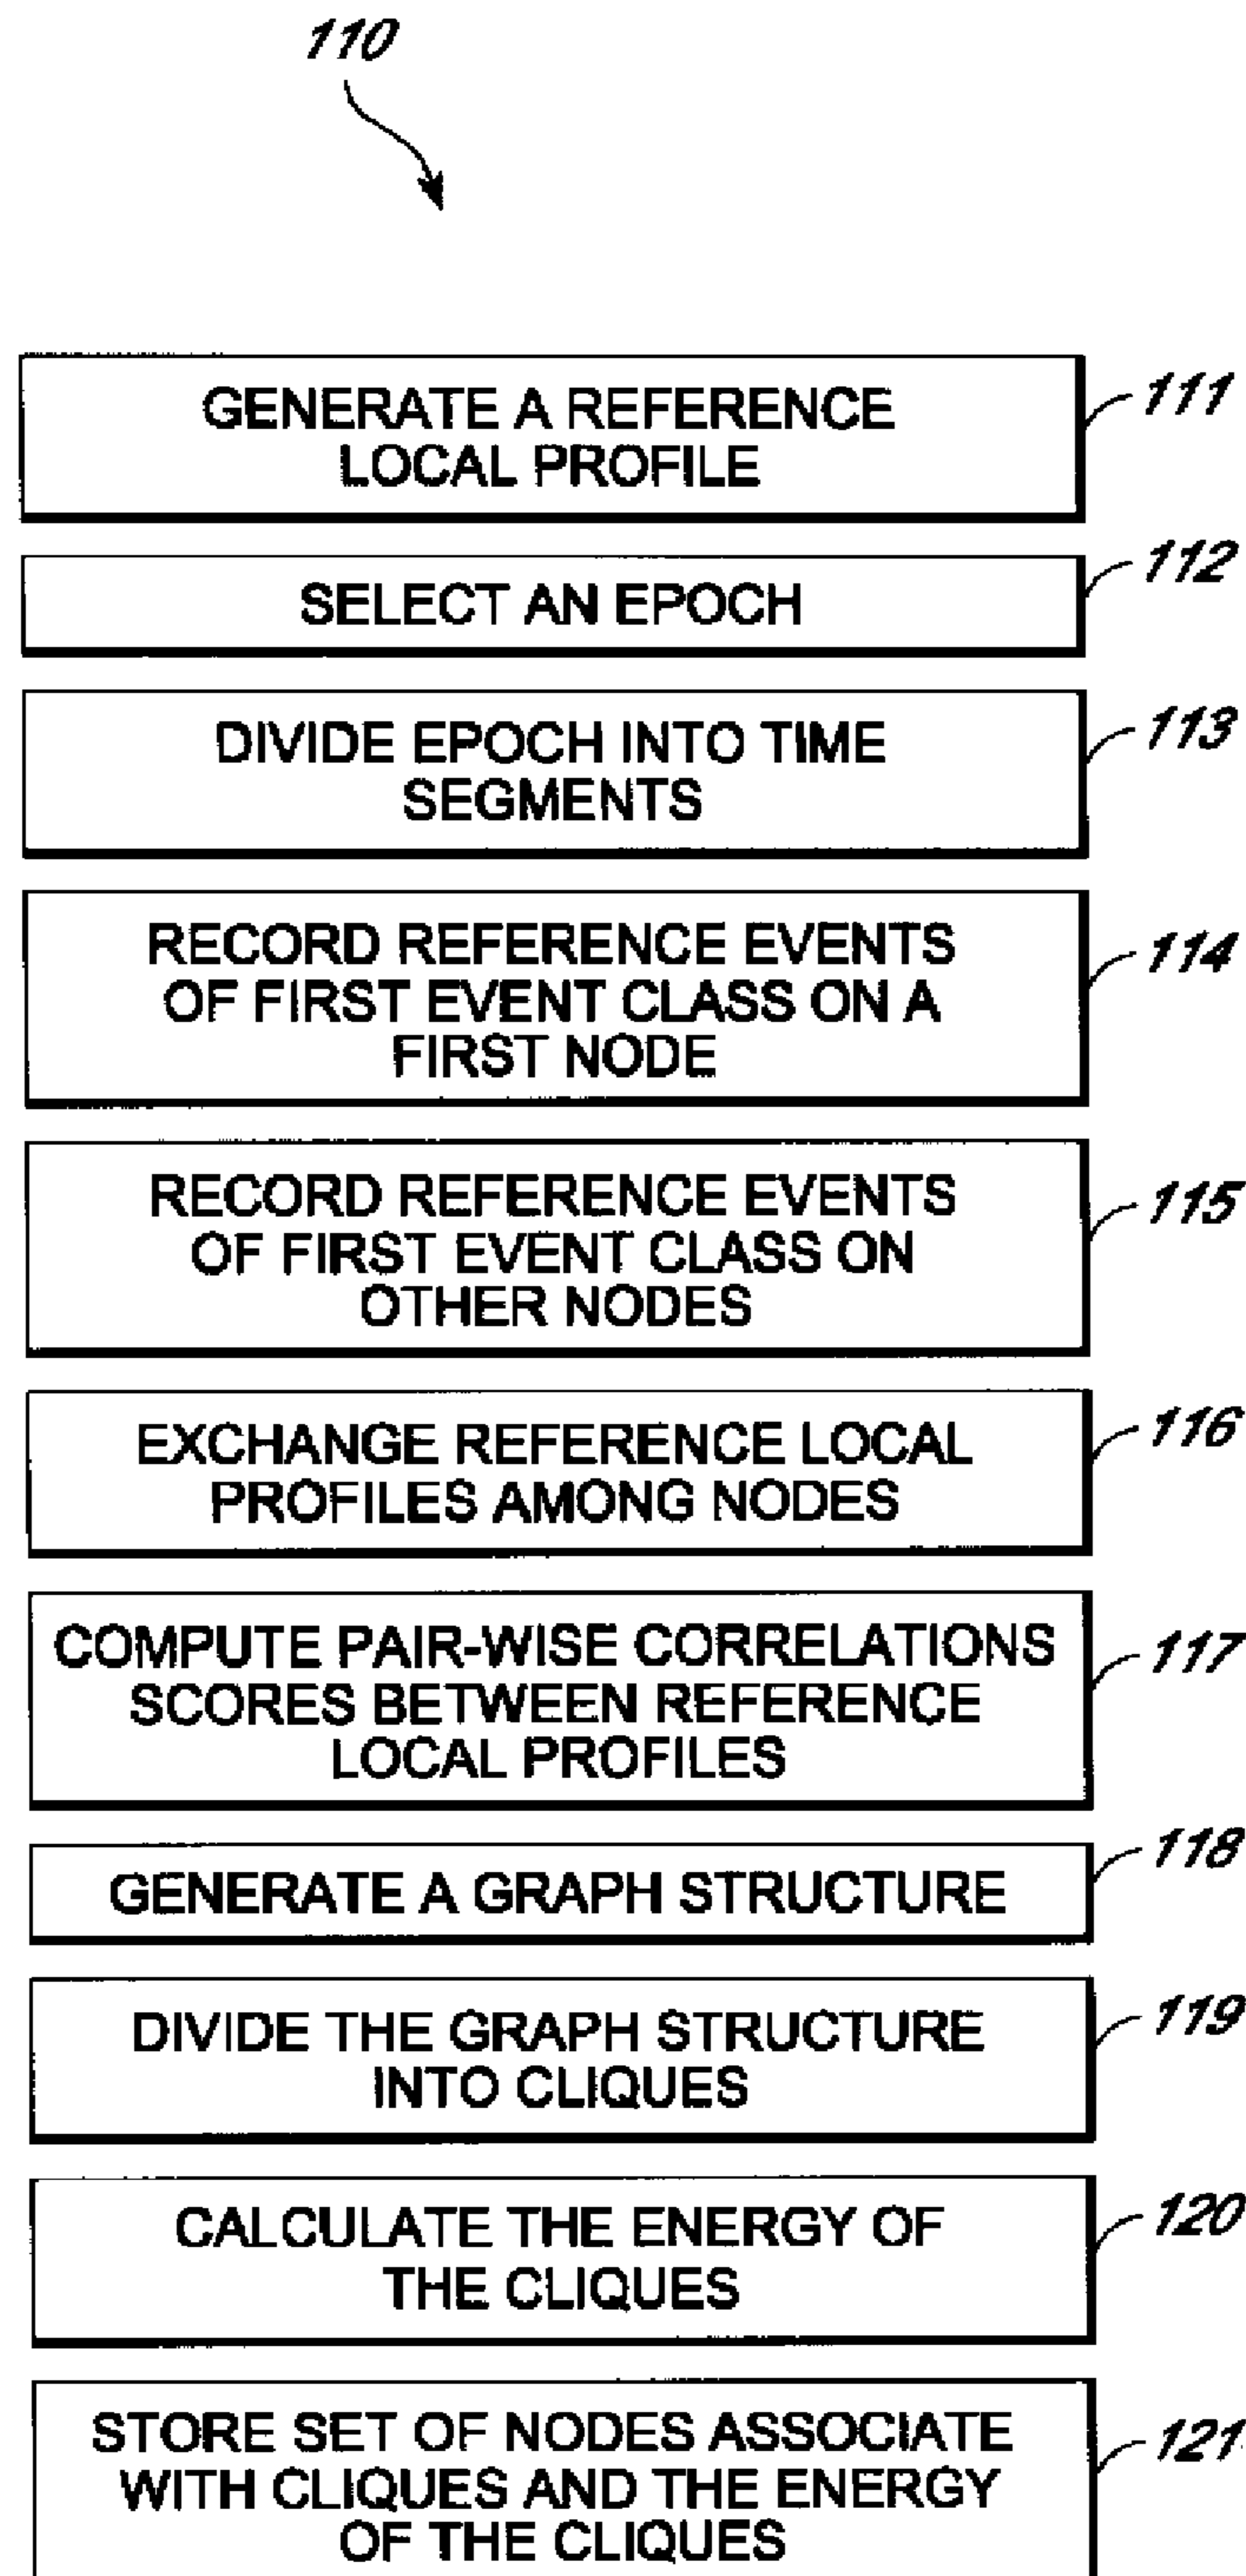 110
GENERATE A REFERENCE
LOCAL PROFILE
111
SELECT AN EPOCH
112
DIVIDE EPOCH INTO TIME
SEGMENTS
113
RECORD REFERENCE EVENTS
OF FIRST EVENT CLASS ON A
FIRST NODE
114
RECORD REFERENCE EVENTS
OF FIRST EVENT CLASS ON
OTHER NODES
115
EXCHANGE REFERENCE LOCAL
PROFILES AMONG NODES
116
COMPUTE PAIR-WISE CORRELATIONS
SCORES BETWEEN REFERENCE
LOCAL PROFILES
117
GENERATE A GRAPH STRUCTURE
118
DIVIDE THE GRAPH STRUCTURE
INTO CLIQUES
119
CALCULATE THE ENERGY OF
THE CLIQUES
120
STORE SET OF NODES ASSOCIATE
WITH CLIQUES AND THE ENERGY
OF THE CLIQUES
121